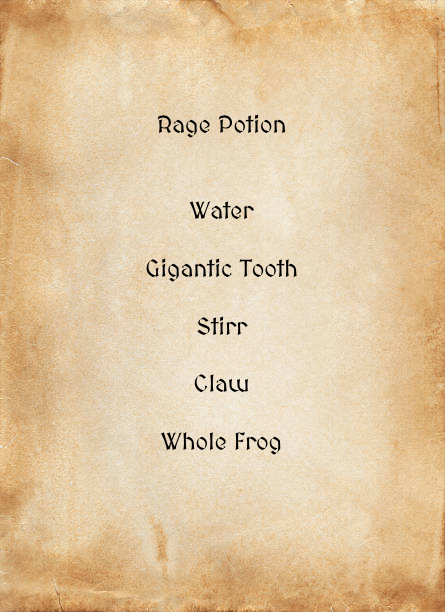 Rage Potion
Water
Gigantic Tooth
Stirr
Claw
Whole Frog